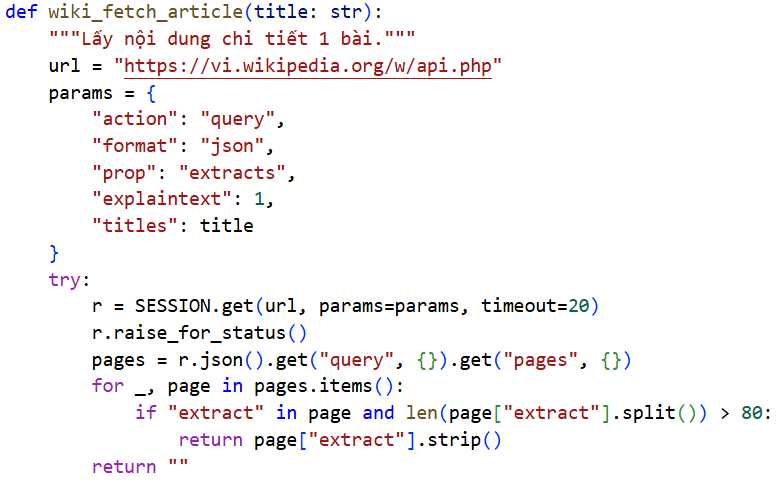 def wiki_fetch_article(title: str):
    """Lấy nội dung chi tiết 1 bài."""
    url = "https://vi.wikipedia.org/w/api.php"
    params = {
        "action": "query",
        "format": "json",
        "prop": "extracts",
        "explaintext": 1,
        "titles": title
    }
    try:
        r = SESSION.get(url, params=params, timeout=20)
        r.raise_for_status()
        pages = r.json().get("query", {}).get("pages", {})
        for _, page in pages.items():
            if "extract" in page and len(page["extract"].split()) > 80:
                return page["extract"].strip()
        return ""